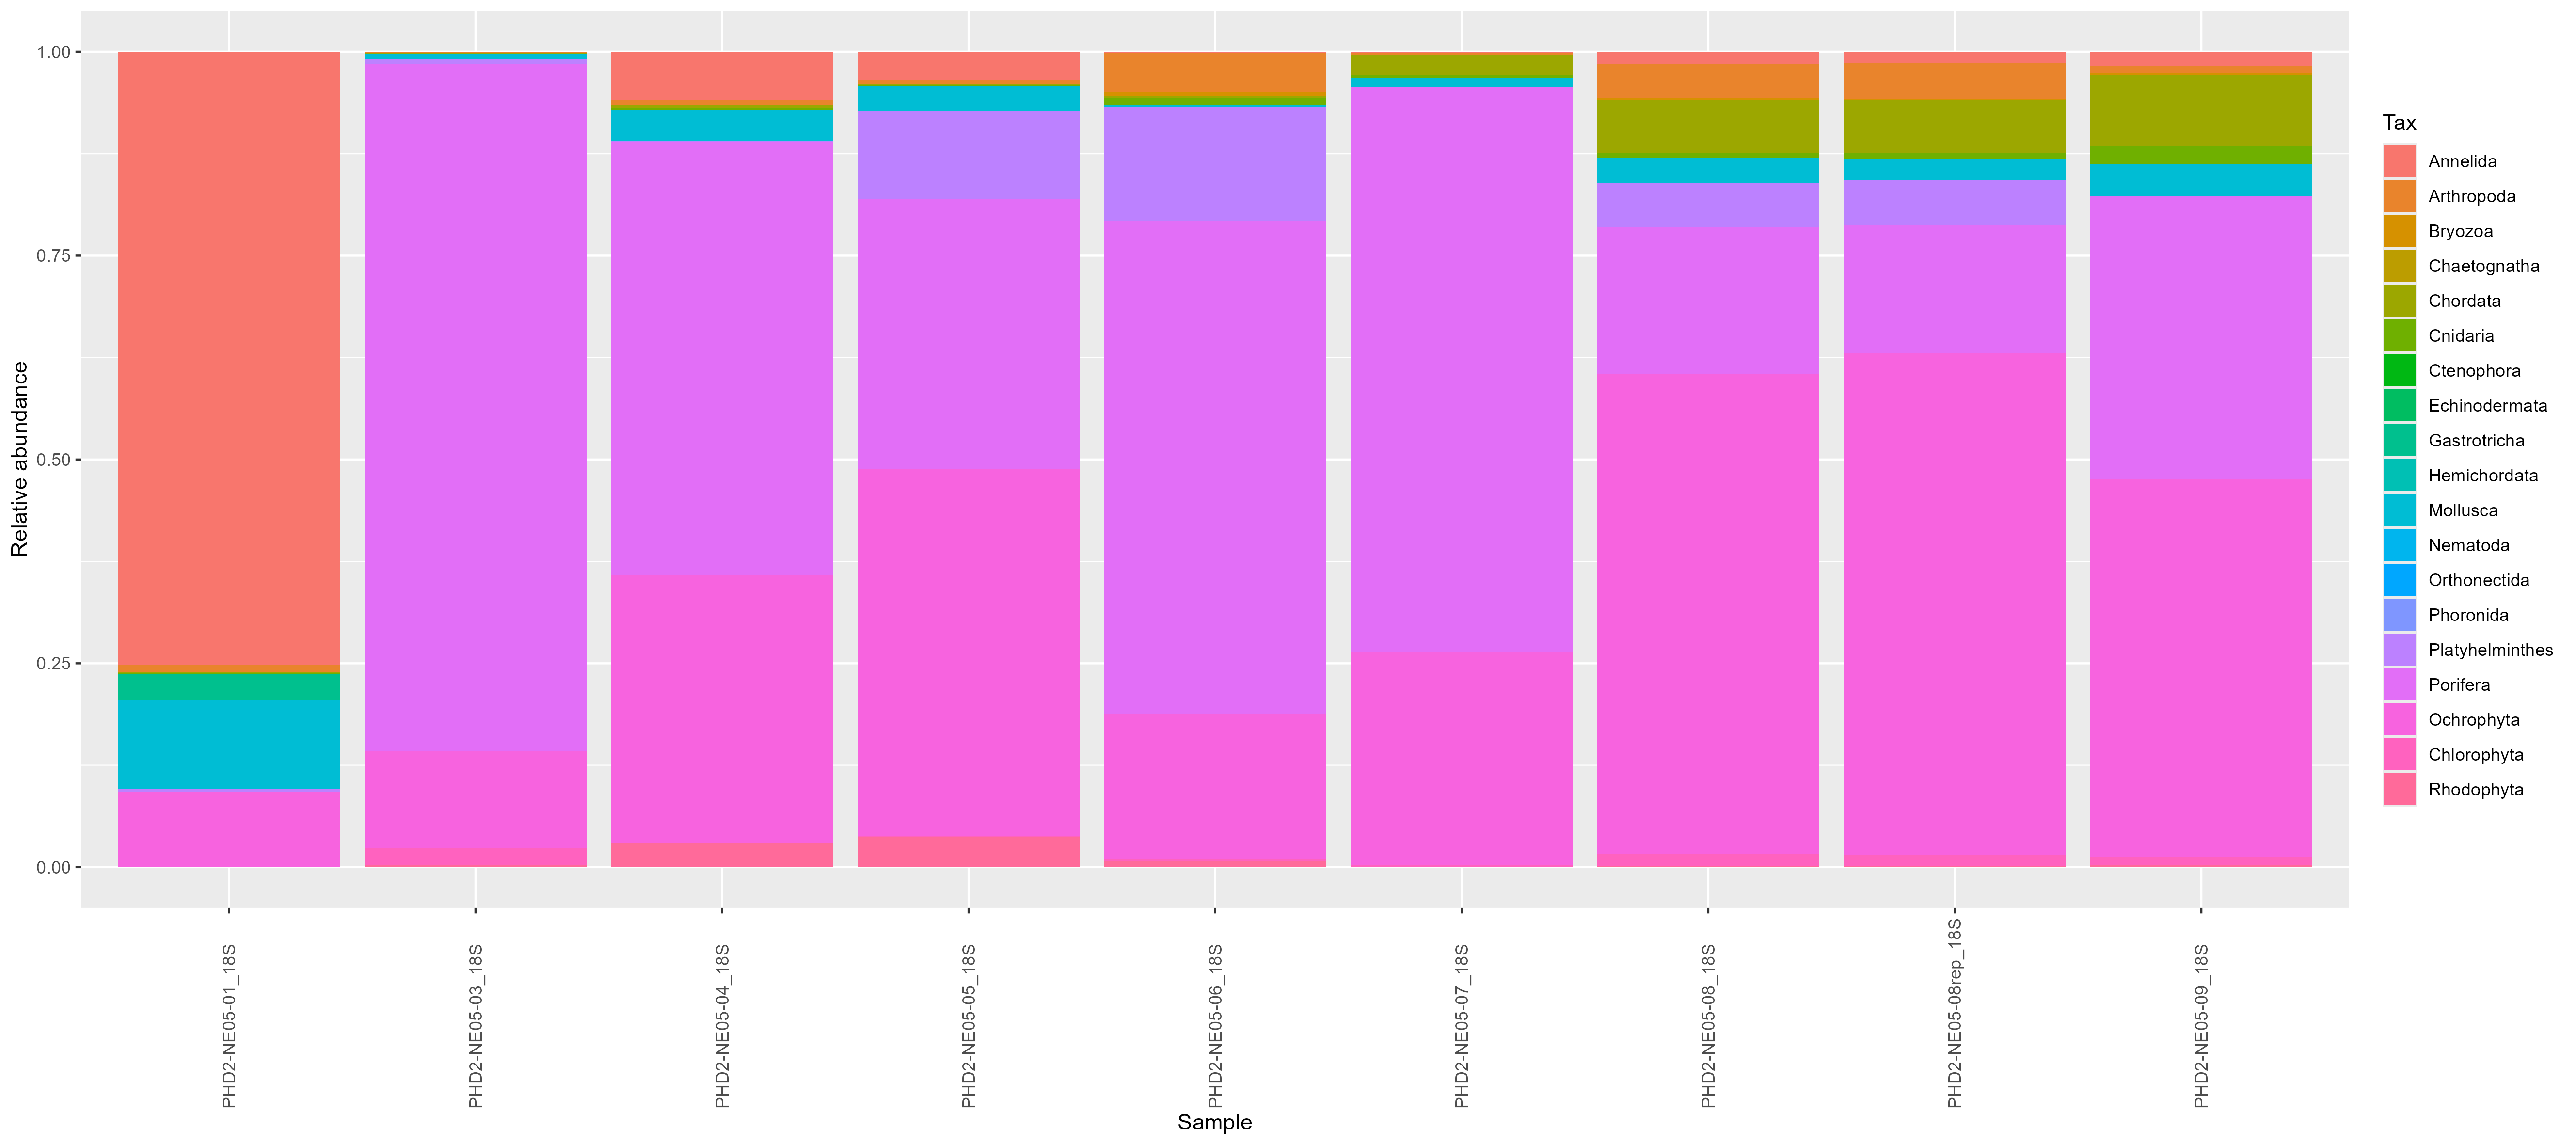 Relative abundance
1.00
0.75
0.50
0.25
0.00
PHD2-NE05-01_18S
PHD2-NE05-03_18S
PHD2-NE05-04_18S
PHD2-NE05-05_18S
PHD2-NE05-06_18S
PHD2-NE05-07_18S
PHD2-NE05-08_18S
PHD2-NE05-08rep_18S
PHD2-NE05-09_18S
Sample
Tax
Annelida
Arthropoda
Bryozoa
Chaetognatha
Chordata
Cnidaria
Ctenophora
Echinodermata
Gastrotricha
Hemichordata
Mollusca
Nematoda
Orthonectida
Phoronida
Platyhelminthes
Porifera
Ochrophyta
Chlorophyta
Rhodophyta